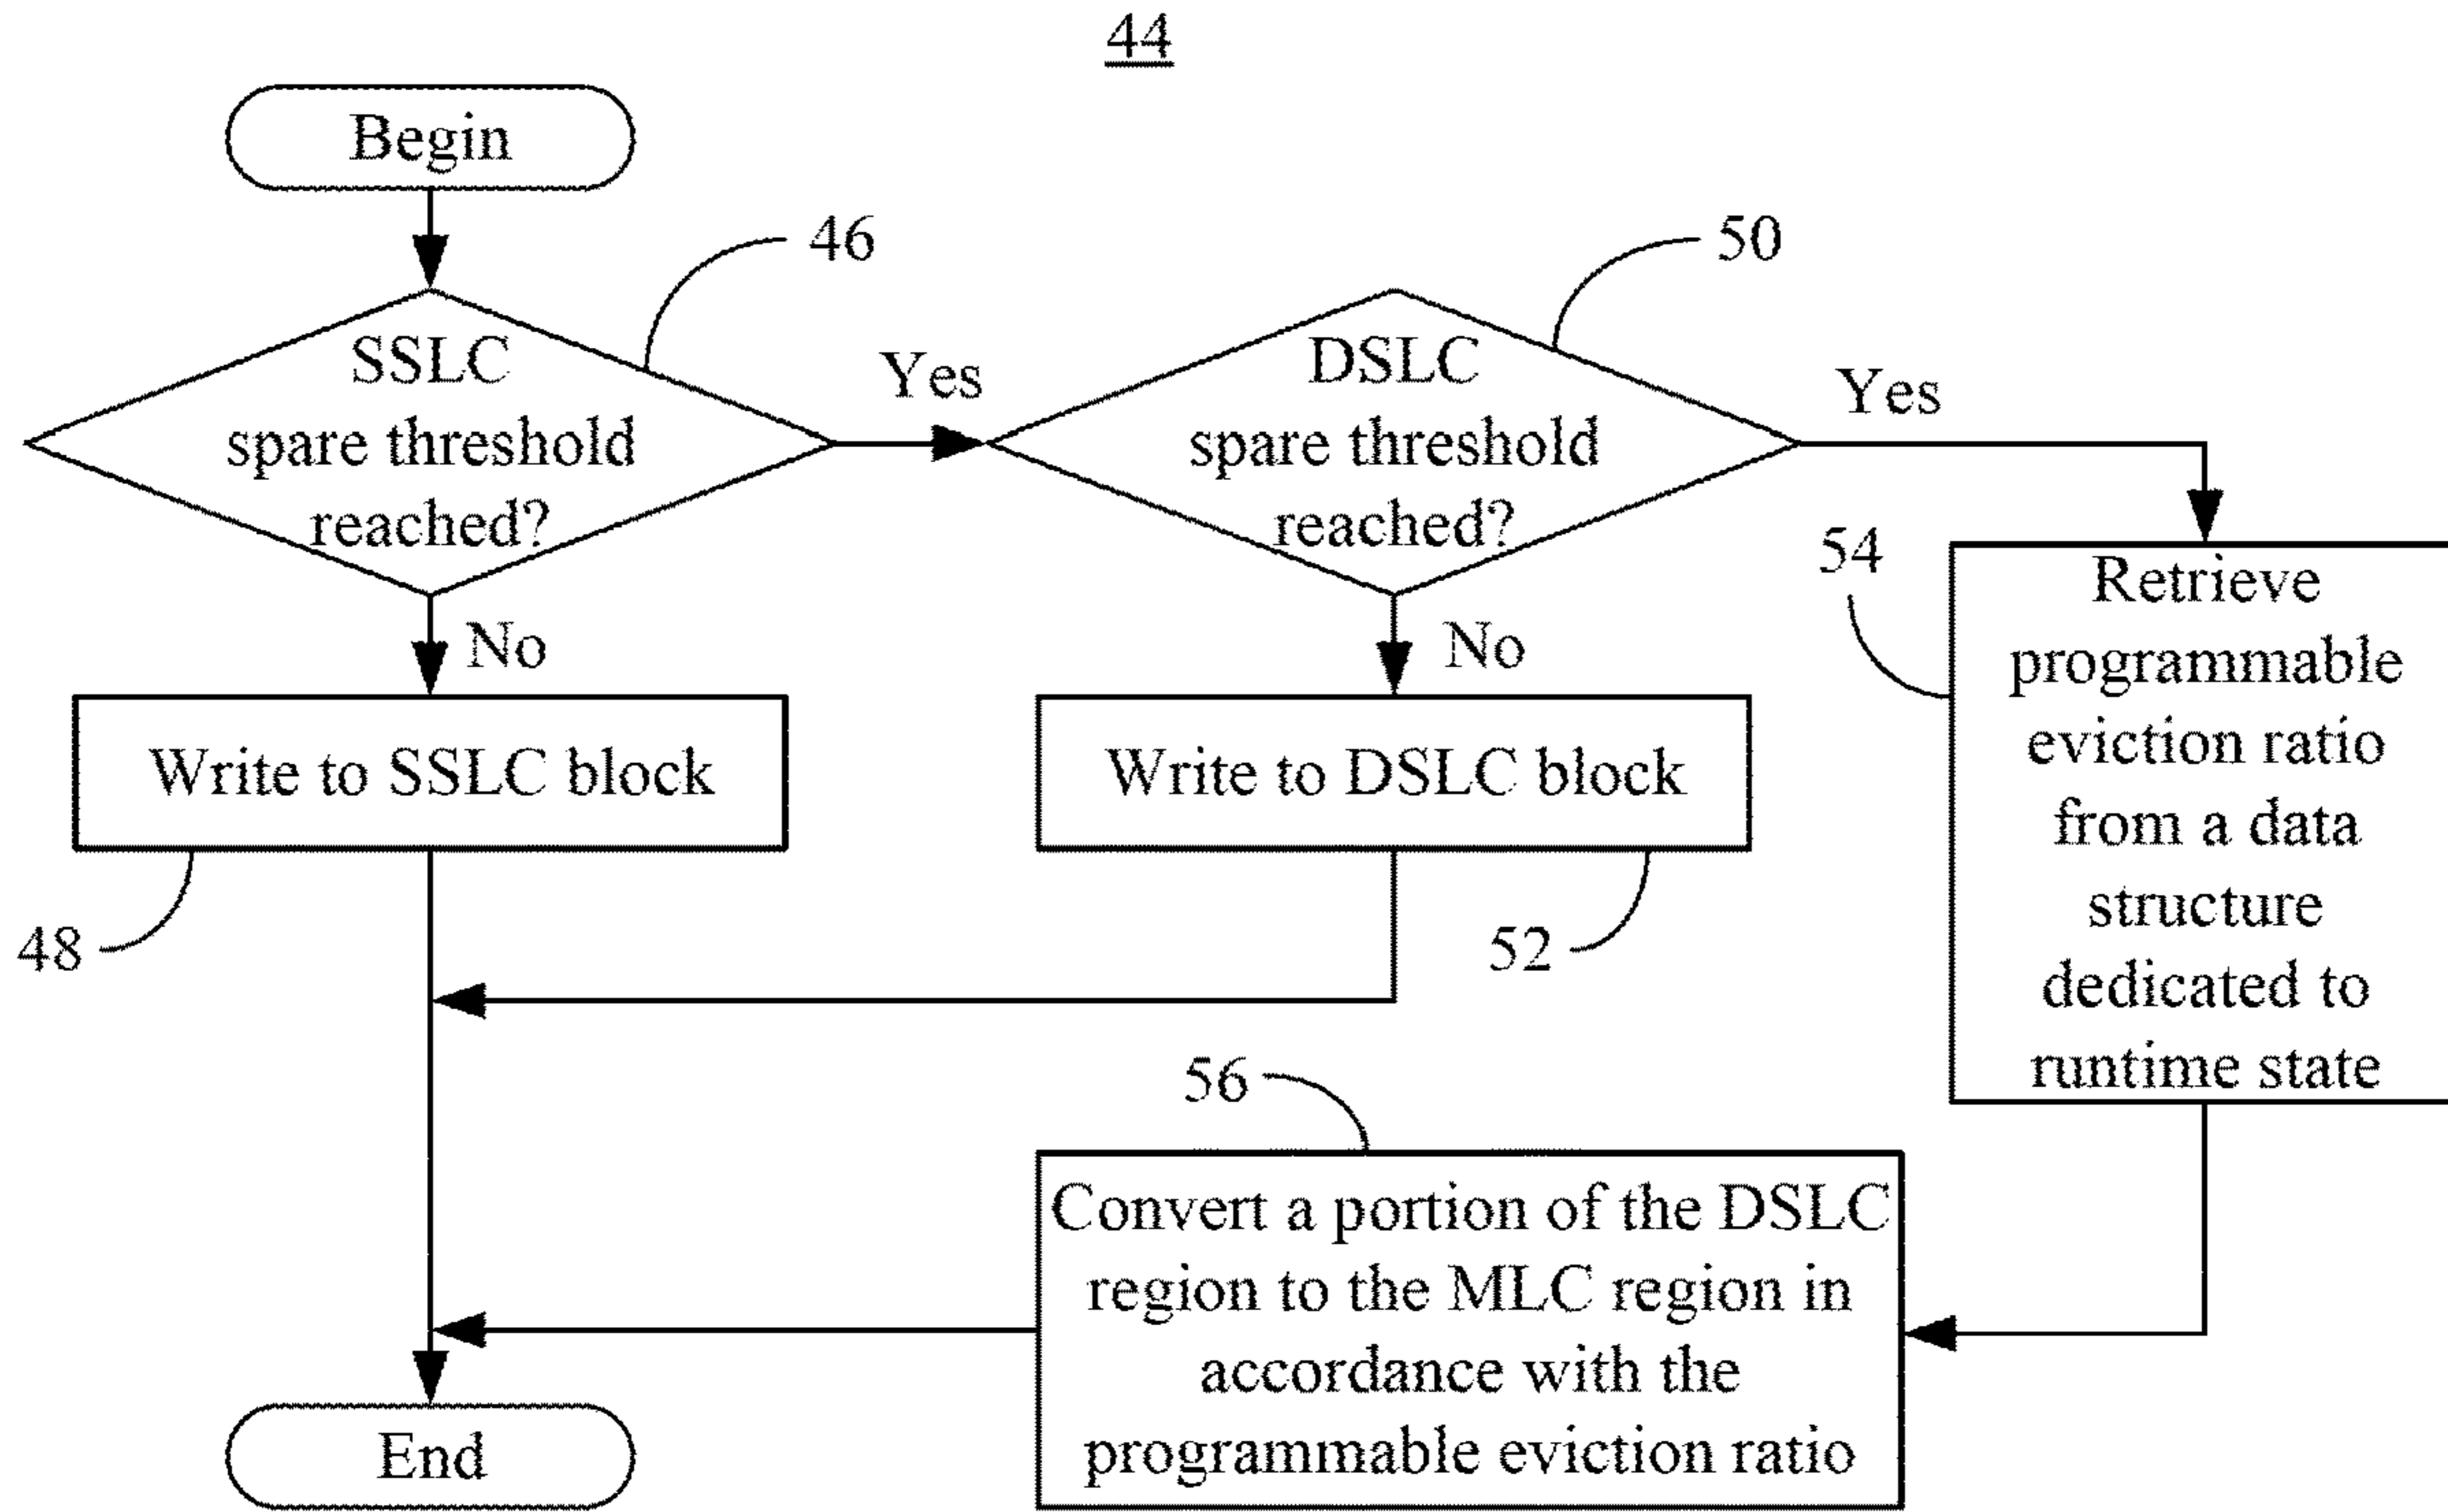 44
Begin
46
50
SSLC
spare threshold
reached?
Yes
DSLC
spare threshold
reached?
Yes
No
No
54
Write to SSLC block
Write to DSLC block
Retrieve
programmable
eviction ratio
from a data
structure
dedicated to
runtime state
48
52
56
Convert a portion of the DSLC
region to the MLC region in
accordance with the
programmable eviction ratio
End